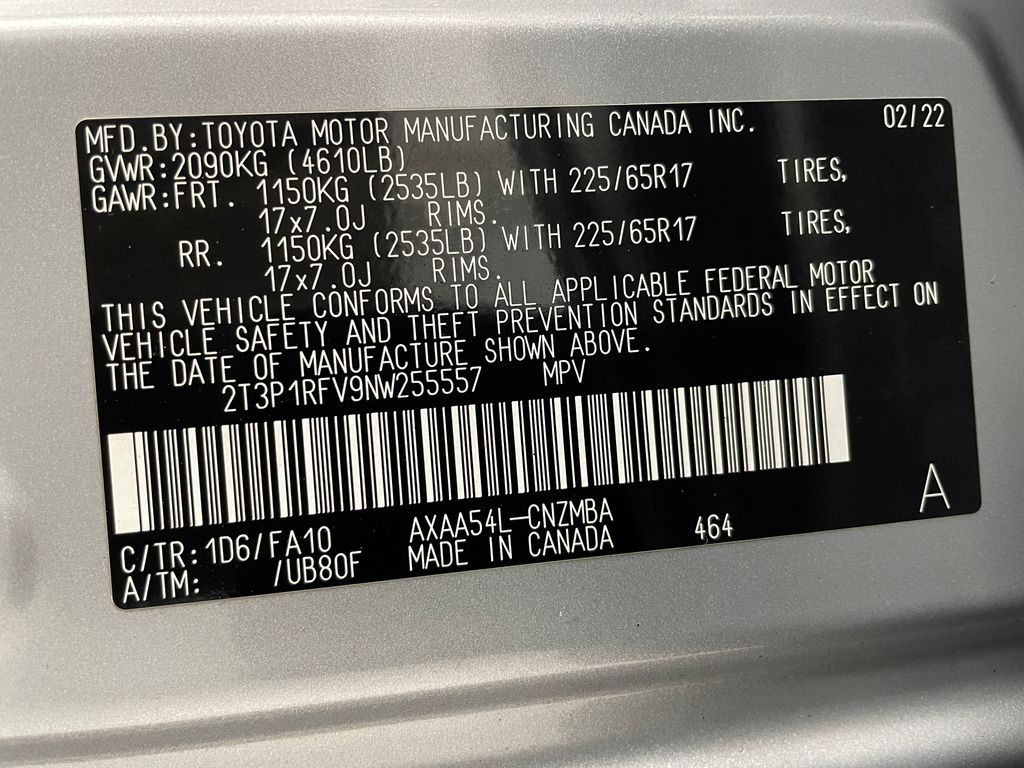 MFD.BY:TOYOTA MOTOR MANUFACTURING CANADA INC. 02/22
GVWR:2090KG (4610LB)
GAWR:FRT. 1150KG (2535LB) WITH 225/65R17 TIRES,
17x7.0J RIMS.
RR. 1150KG (2535LB) WITH 225/65R17 TIRES,
17x7.0J RIMS.
THIS VEHICLE CONFORMS TO ALL APPLICABLE FEDERAL MOTOR
VEHICLE SAFETY AND THEFT PREVENTION STANDARDS IN EFFECT ON
THE DATE OF MANUFACTURE SHOWN ABOVE.
2T3P1RFV9NW255557 MPV
A
C/TR:1D6/FA10 AXAA54L-CNZMBA 464
A/TM: /UB80F MADE IN CANADA